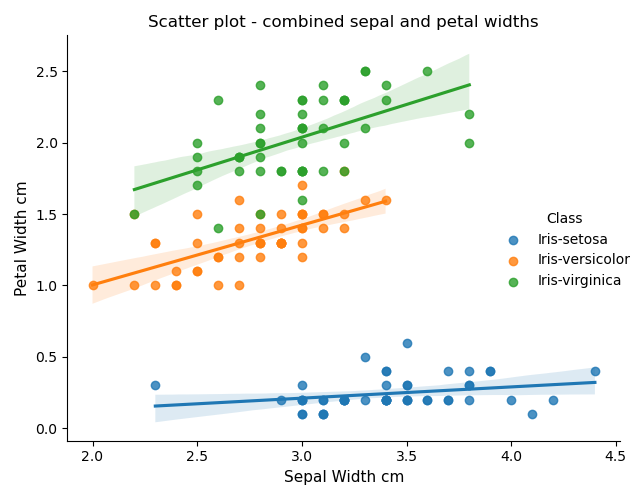 Scatter plot - combined sepal and petal widths
Petal Width cm
2.5
2.0
1.5
1.0
0.5
0.0
2.0 2.5 3.0 3.5 4.0 4.5
Sepal Width cm
Class
Iris-setosa
Iris-versicolor
Iris-virginica